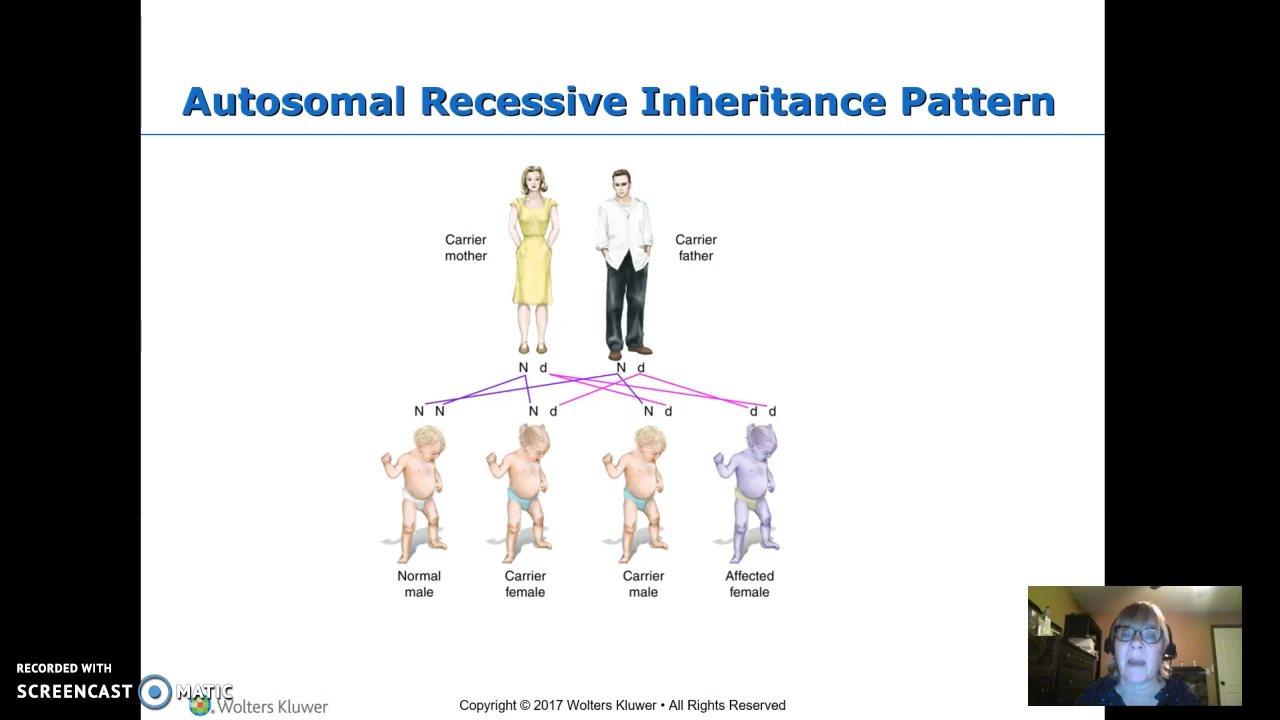 Autosomal Recessive Inheritance Pattern
Carrier
mother
Carrier
father
N d
N d
N N
N d
N d
d d
Normal
male
Carrier
female
Carrier
male
Affected
female
RECORDED WITH
SCREENCAST MATIC
Wolters Kluwer
Copyright © 2017 Wolters Kluwer • All Rights Reserved